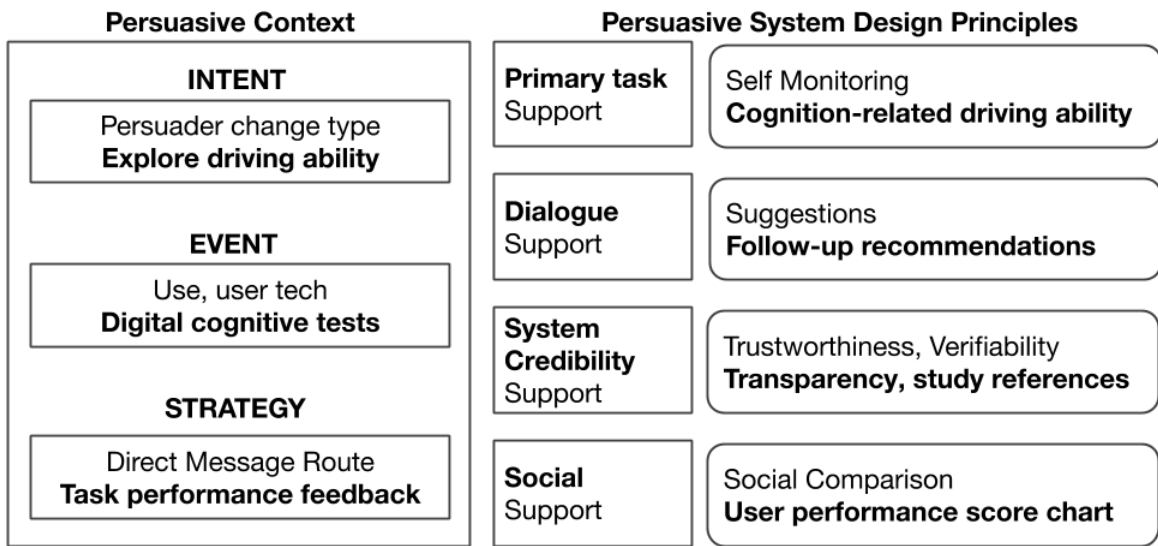 Persuasive Context
INTENT
Persuader change type
Explore driving ability
EVENT
Use, user tech
Digital cognitive tests
STRATEGY
Direct Message Route
Task performance feedback
Persuasive System Design Principles
Primary task
Support
Self Monitoring
Cognition-related driving ability
Dialogue
Support
Suggestions
Follow-up recommendations
System
Credibility
Support
Trustworthiness, Verifiability
Transparency, study references
Social
Support
Social Comparison
User performance score chart